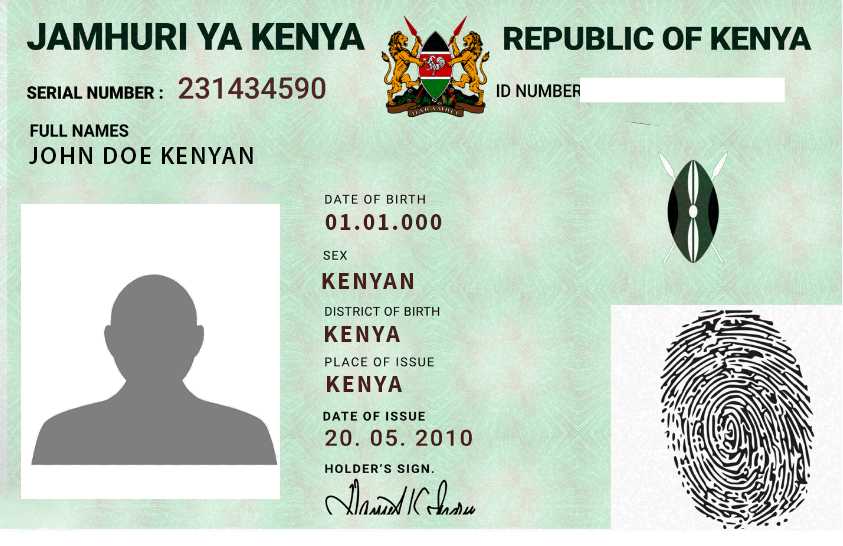 JAMHURI YA KENYA
REPUBLIC OF KENYA
SERIAL NUMBER : 231434590
ID NUMBER
FULL NAMES
JOHN DOE KENYAN
DATE OF BIRTH
01.01.000
SEX
KENYAN
DISTRICT OF BIRTH
KENYA
PLACE OF ISSUE
KENYA
DATE OF ISSUE
20. 05. 2010
HOLDER'S SIGN.